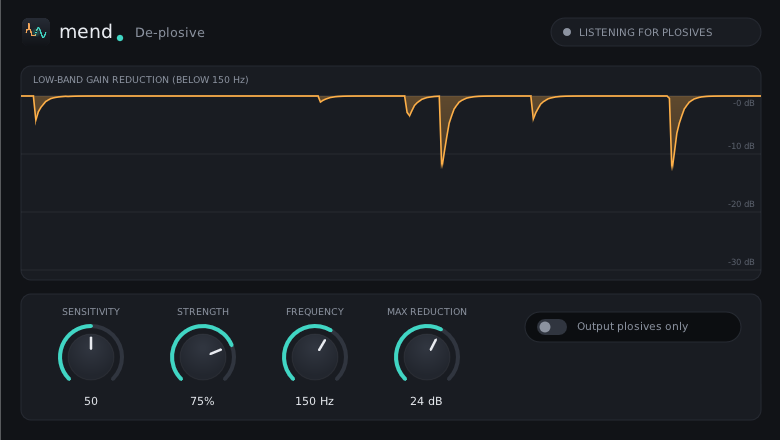 mend. De-plosive
LISTENING FOR PLOSIVES
LOW-BAND GAIN REDUCTION (BELOW 150 Hz)
-0 dB
-10 dB
-20 dB
-30 dB
SENSITIVITY STRENGTH FREQUENCY MAX REDUCTION
Output plosives only
50 75% 150 Hz 24 dB